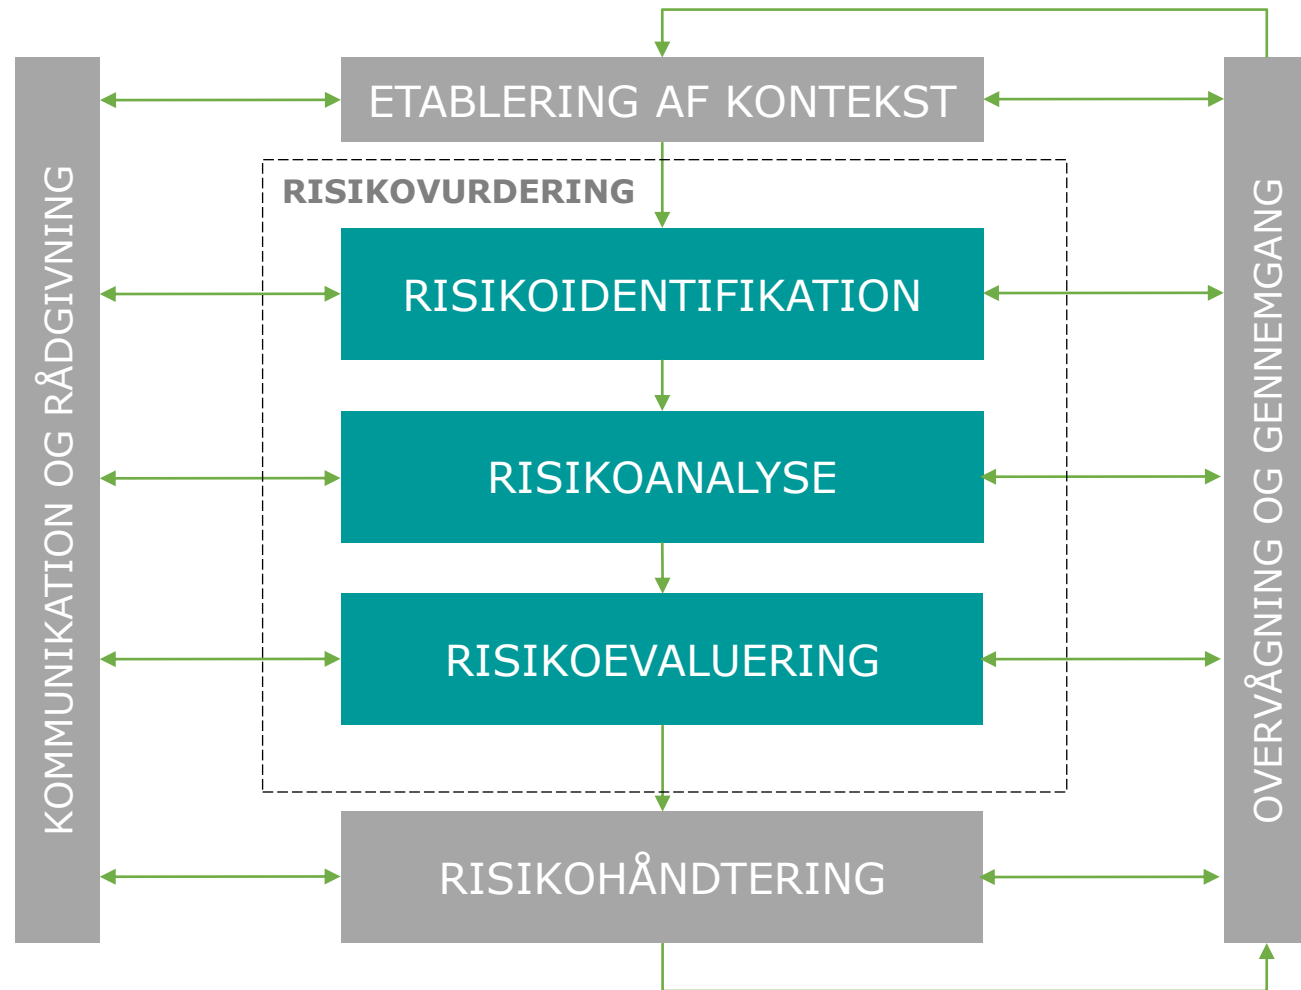 ETABLERING AF KONTEKST
RISIKOVURDERING
RISIKOIDENTIFIKATION
RISIKOANALYSE
RISIKOEVALUERING
RISIKOHÅNDTERING
KOMMUNIKATION OG RÅDGIVNING
OVERVÅGNING OG GENNEMGANG